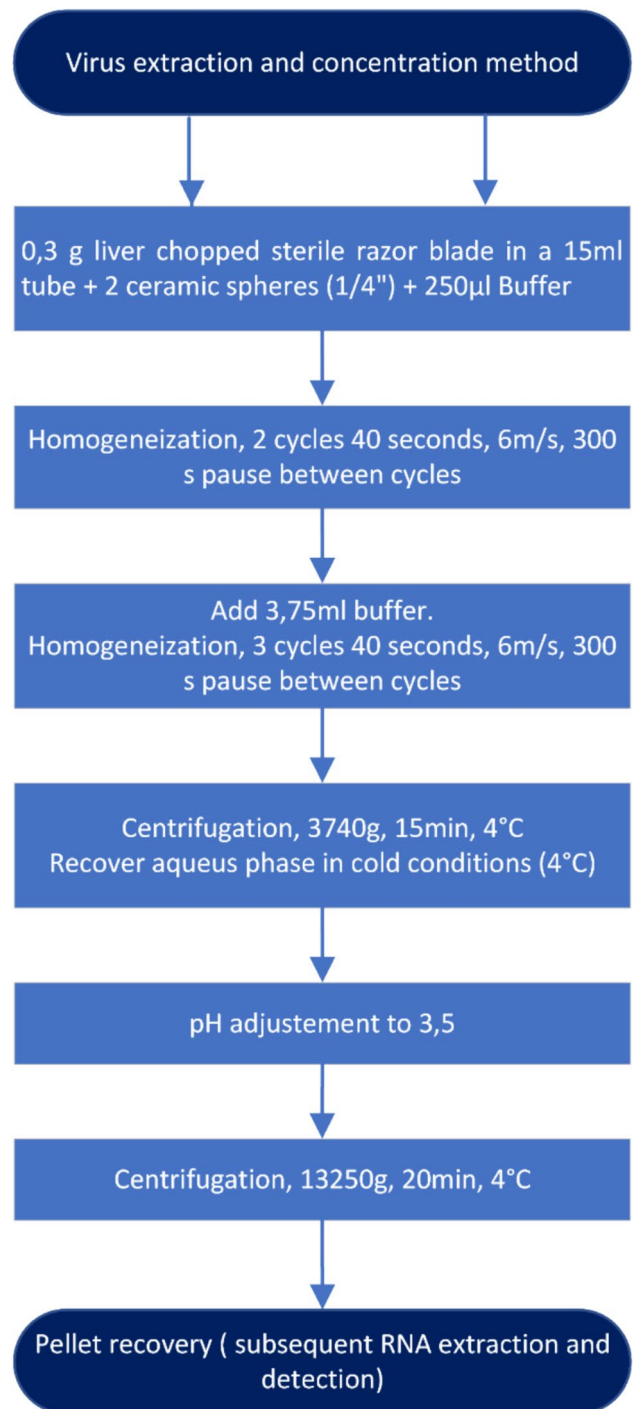 Virus extraction and concentration method
0,3 g liver chopped sterile razor blade in a 15ml
tube + 2 ceramic spheres (1/4") + 250µl Buffer
Homogeneization, 2 cycles 40 seconds, 6m/s, 300
s pause between cycles
Add 3,75ml buffer.
Homogeneization, 3 cycles 40 seconds, 6m/s, 300
s pause between cycles
Centrifugation, 3740g, 15min, 4°C
Recover aqueus phase in cold conditions (4°C)
pH adjustement to 3,5
Centrifugation, 13250g, 20min, 4°C
Pellet recovery ( subsequent RNA extraction and
detection)